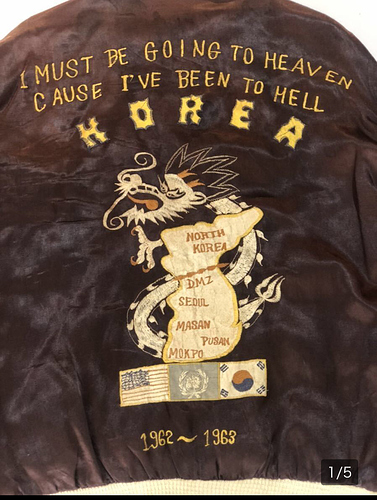 I MUST BE GOING TO HEAVEN
CAUSE I'VE BEEN TO HELL
KOREA
NORTH
KOREA
DMZ
SEOUL
MASAN
PUSAN
MOKPO
1962 ~ 1963
1/5